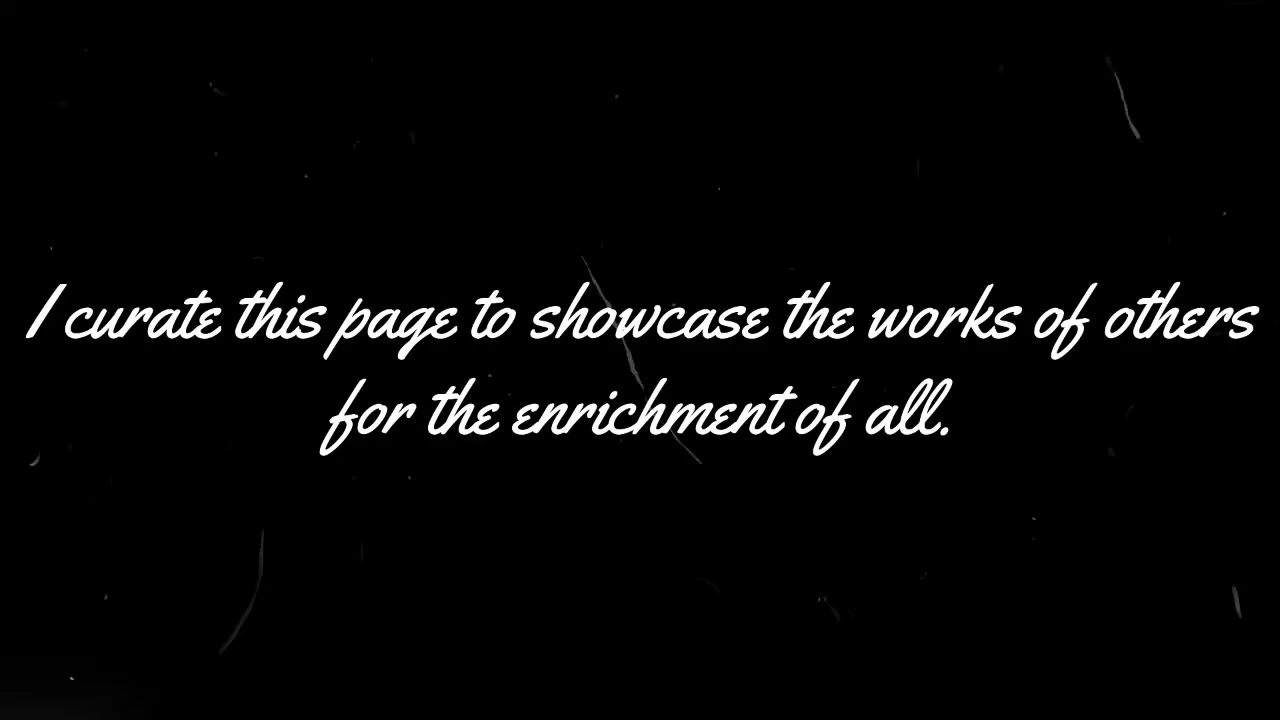 I curate this page to showcase the works of others
for the enrichment of all.